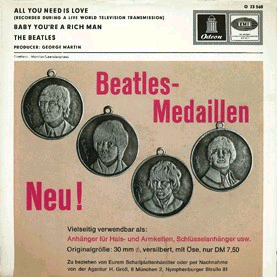 ALL YOU NEED IS LOVE
O 23 560
(RECORDED DURING A LIVE WORLD TELEVISION TRANSMISSION)
BABY YOU'RE A RICH MAN
THE BEATLES
PRODUCER: GEORGE MARTIN
Odeon
EMI
Beatles-
Medaillen
Neu!
Vielseitig verwendbar als:
Anhänger für Hals- und Armketten, Schlüsselanhänger usw.
Originalgröße: 30 mm ∅, versilbert, mit Öse, nur DM 7,50
Zu beziehen von Eurem Schallplattenhändler oder per Nachnahme
von der Agentur H. Groß, 8 München 2, Nymphenburger Straße 81